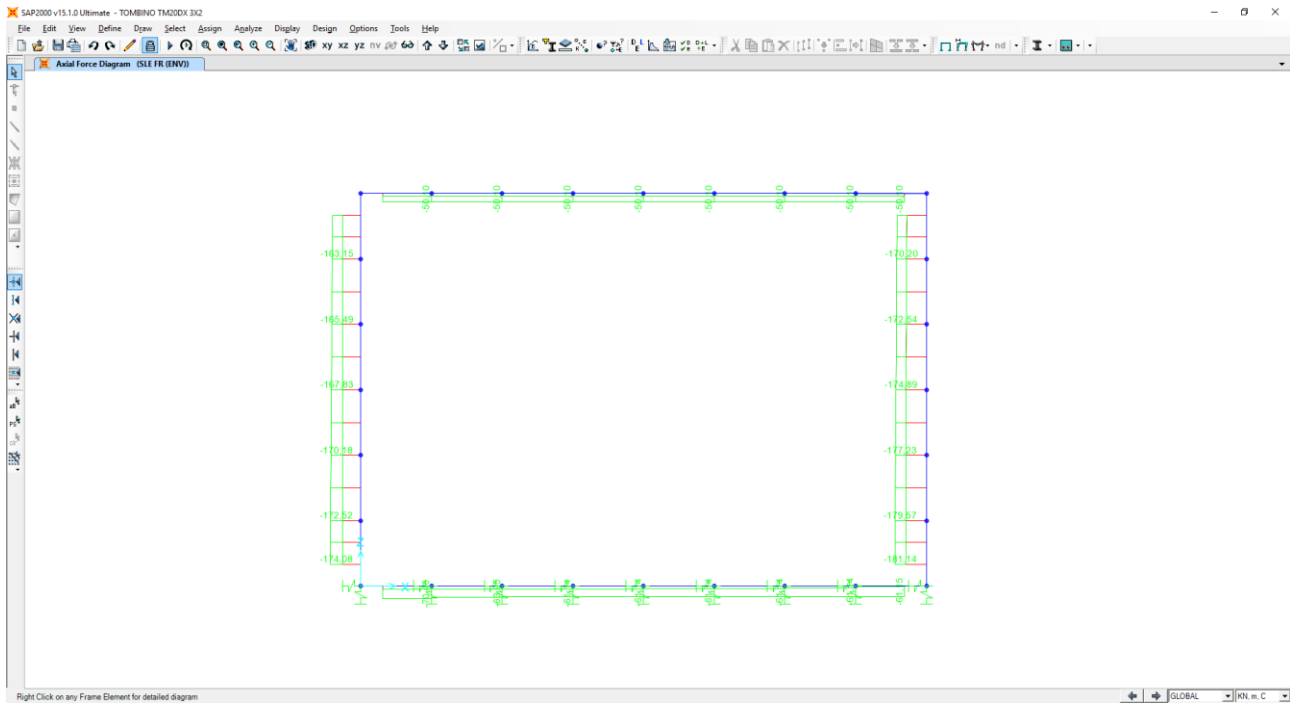 SAP2000 v15.1.0 Ultimate - TOMBINO TM20DX 3X2
File Edit View Define Draw Select Assign Analyze Display Design Options Tools Help
xy xz yz nv nd
Axial Force Diagram (SLE FR (ENV))
-50,10 -50,10 -50,10 -50,10 -50,10 -50,10 -50,10 -50,10
-163,15 -170,20
-165,49 -172,54
-167,83 -174,89
-170,18 -177,23
-172,52 -179,57
-174,08 -181,14
X
Right Click on any Frame Element for detailed diagram
GLOBAL KN, m, C